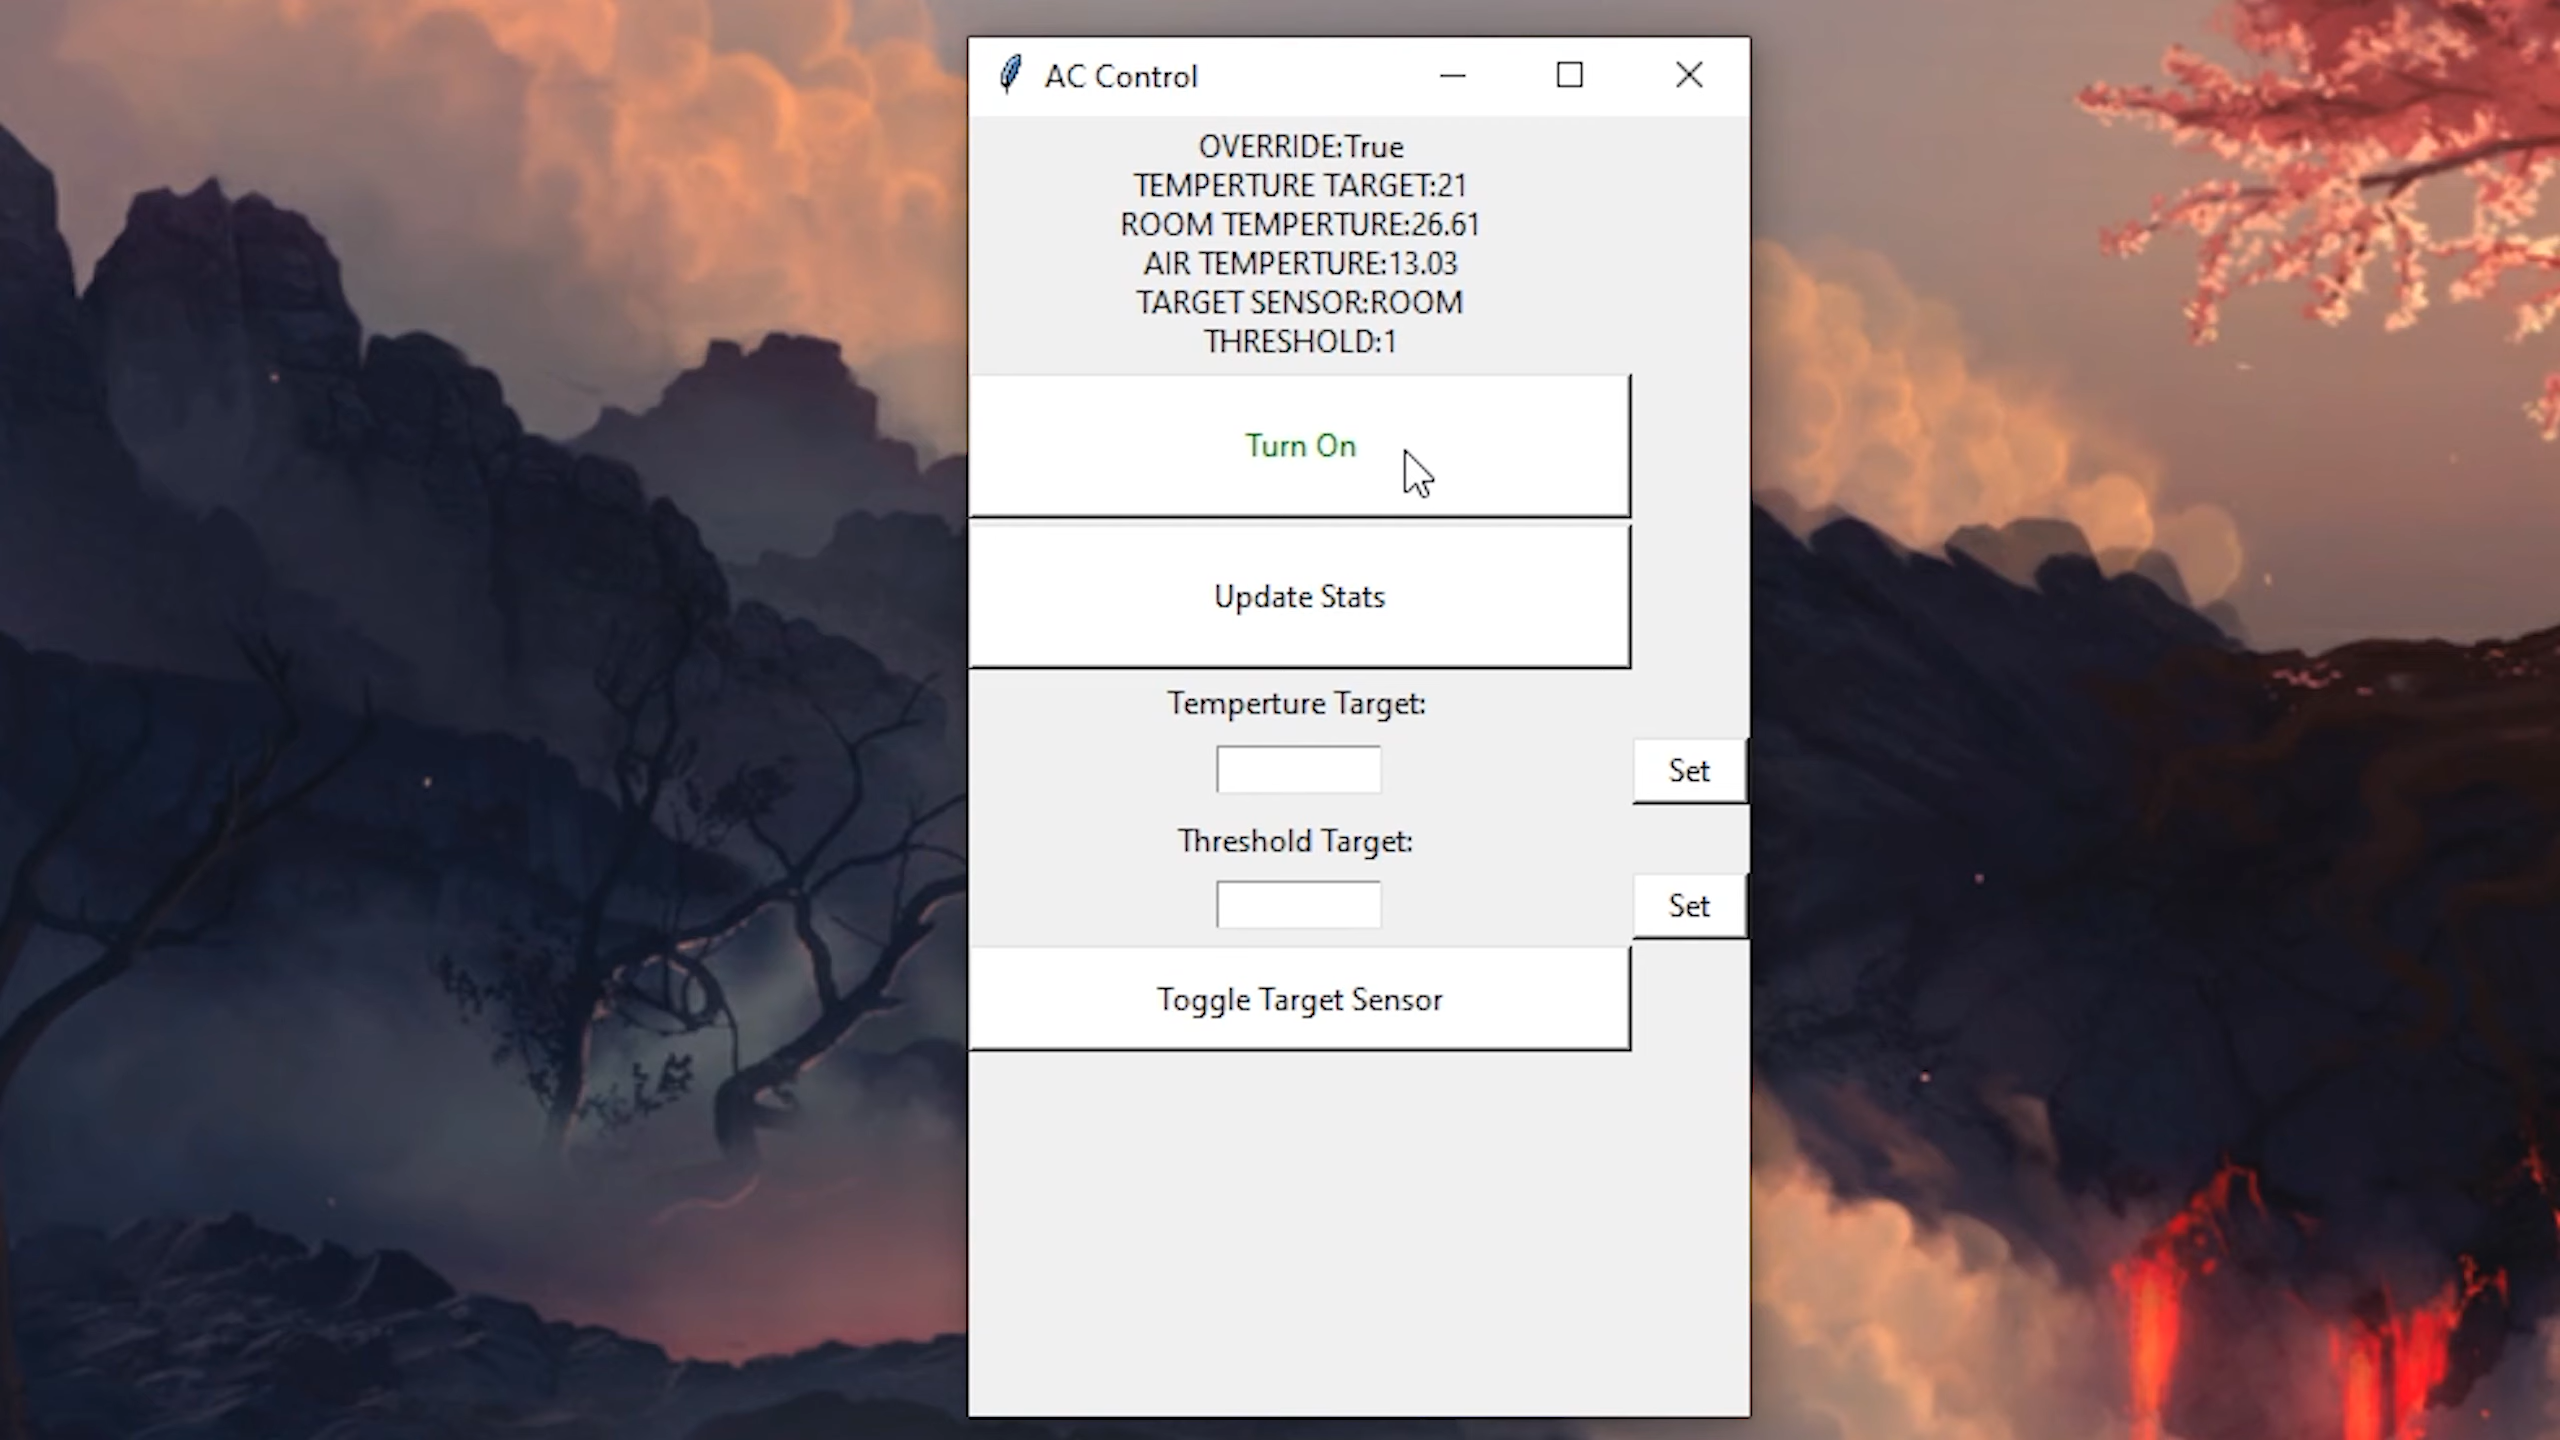 AC Control
OVERRIDE:True
TEMPERTURE TARGET:21
ROOM TEMPERTURE:26.61
AIR TEMPERTURE:13.03
TARGET SENSOR:ROOM
THRESHOLD:1
Turn On
Update Stats
Temperture Target:
Set
Threshold Target:
Set
Toggle Target Sensor